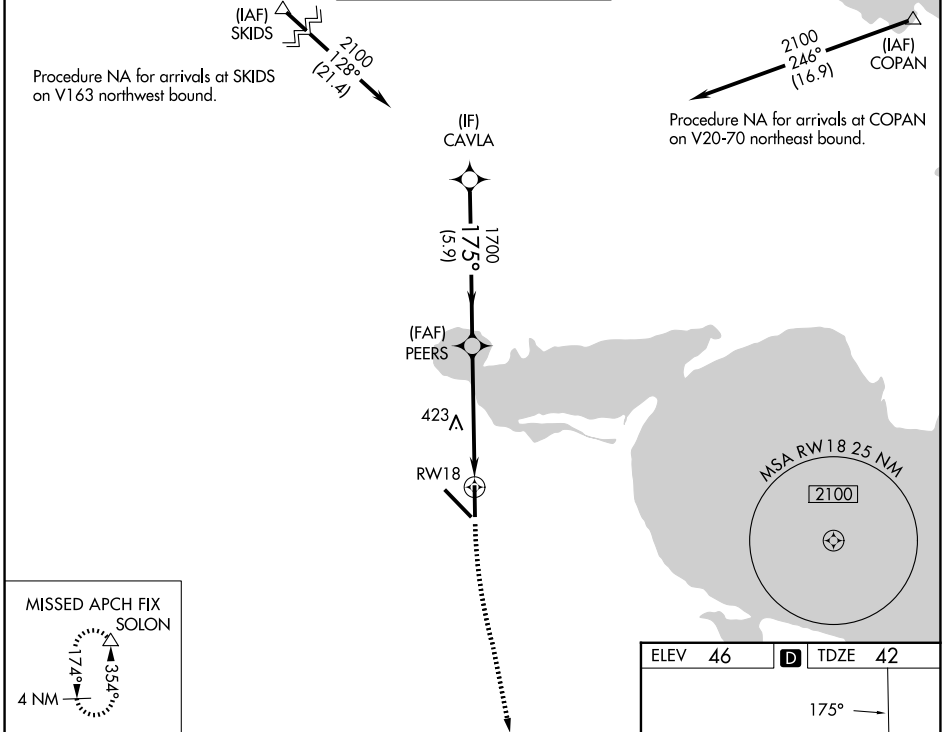 (IAF)
SKIDS
2100
128°
(21.4)
Procedure NA for arrivals at SKIDS
on V163 northwest bound.
2100
246°
(16.9)
(IAF)
COPAN
Procedure NA for arrivals at COPAN
on V20-70 northeast bound.
(IF)
CAVLA
1700
175°
(5.9)
(FAF)
PEERS
423
RW18
MSA RW18 25 NM
2100
MISSED APCH FIX
SOLON
174°
354°
4 NM
ELEV 46 D TDZE 42
175°